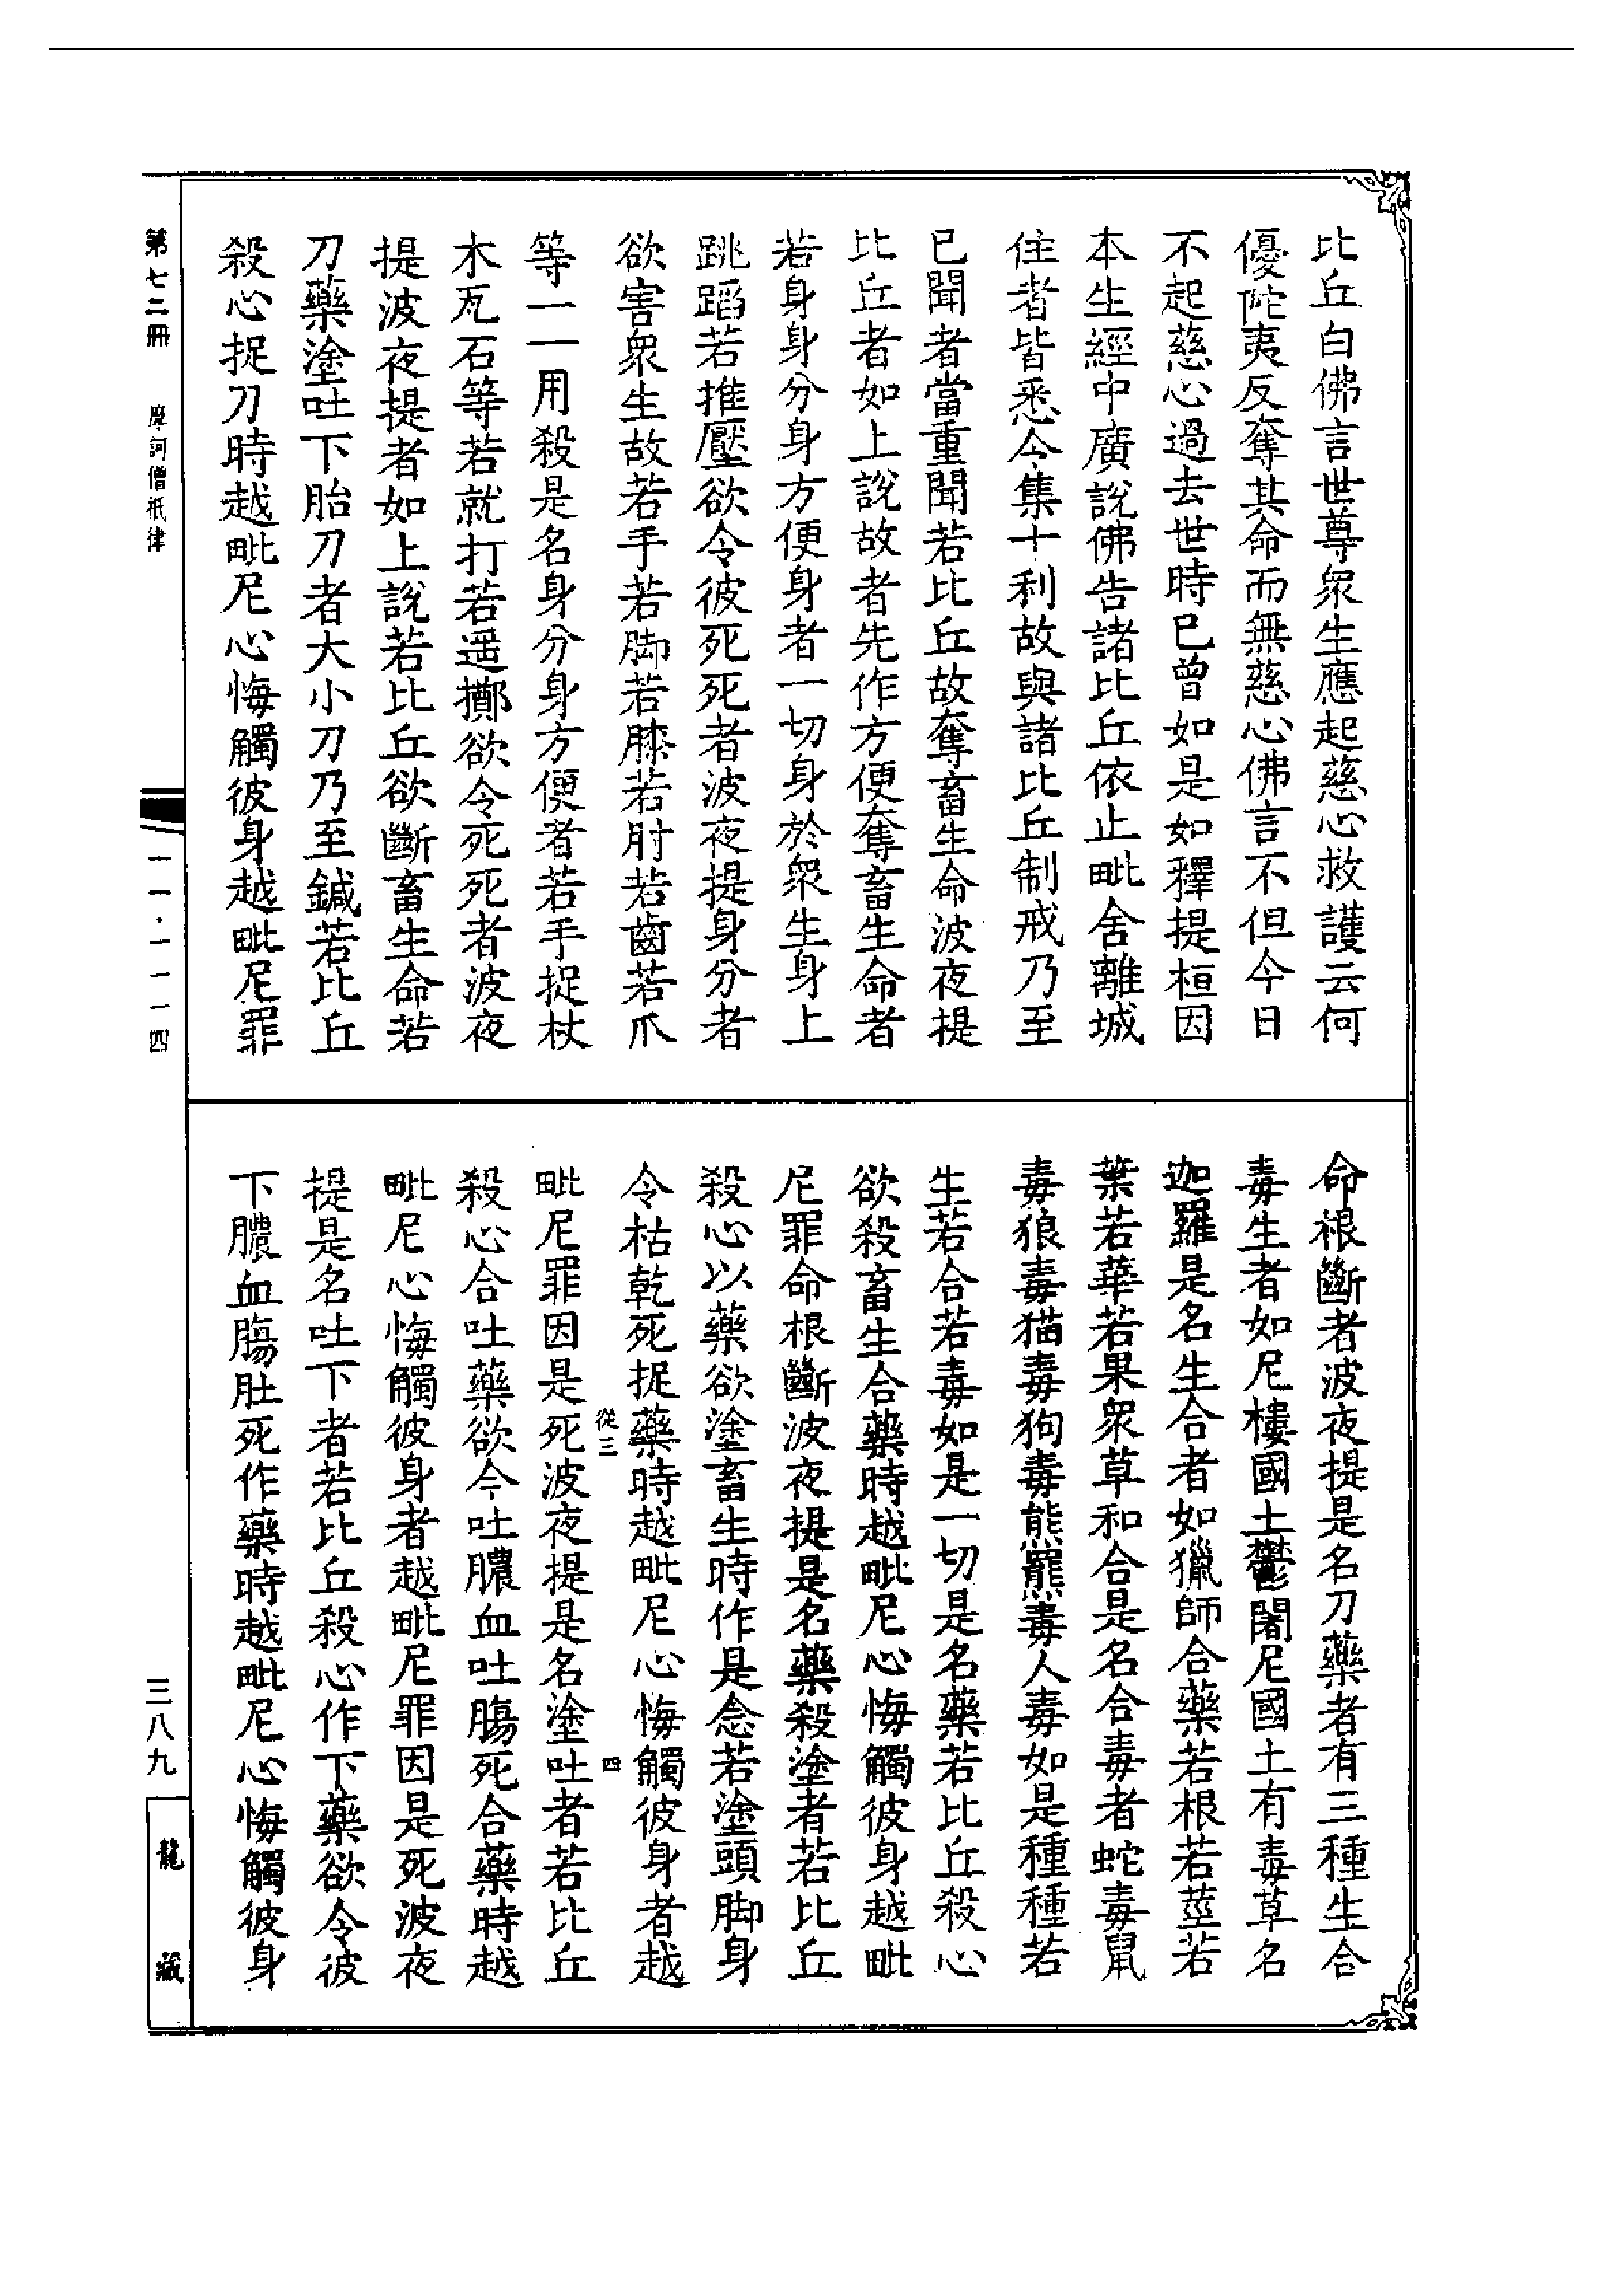 比丘白佛言世尊衆生應起慈心救護云何
優陀夷反奪其命而無慈心佛言不但今日
不起慈心過去世時已曾如是如釋提桓因
本生經中廣說佛告諸比丘依止毗舍離城
住者皆悉令集十利故與諸比丘制戒乃至
已聞者當重聞若比丘故奪畜生命波夜提
比丘者如上說故者先作方便奪畜生命者
若身身分身方便身者一切身於衆生身上
跳蹈若推壓欲令彼死死者波夜提身分者
欲害衆生故若手若脚若膝若肘若齒若爪
等一一用殺是名身分身方便者若手捉杖
木瓦石等若就打若遥擲欲令死死者波夜
提波夜提者如上說若比丘欲斷畜生命若
刀藥塗吐下胎刀者大小刀乃至鍼若比丘
殺心捉刀時越毗尼心悔觸彼身越毗尼罪
命根斷者波夜提是名刀藥者有三種生合
毒生者如尼樓國土鬱闍尼國土有毒草名
迦羅是名生合者如獵師合藥若根若莖若
葉若華若果衆草和合是名合毒者蛇毒鼠
毒狼毒猫毒狗毒熊羆毒人毒如是種種若
生若合若毒如是一切是名藥若比丘殺心
欲殺畜生合藥時越毗尼心悔觸彼身越毗
尼罪命根斷波夜提是名藥殺塗者若比丘
殺心以藥欲塗畜生時作是念若塗頭脚身
令枯乾死捉藥時越毗尼心悔觸彼身者越
從三 四
毗尼罪因是死波夜提是名塗吐者若比丘
殺心合吐藥欲令吐膿血吐膓死合藥時越
毗尼心悔觸彼身者越毗尼罪因是死波夜
提是名吐下者若比丘殺心作下藥欲令彼
下膿血膓肚死作藥時越毗尼心悔觸彼身
第七二冊 摩訶僧祇律
一一·一一一四
三八九
龍藏